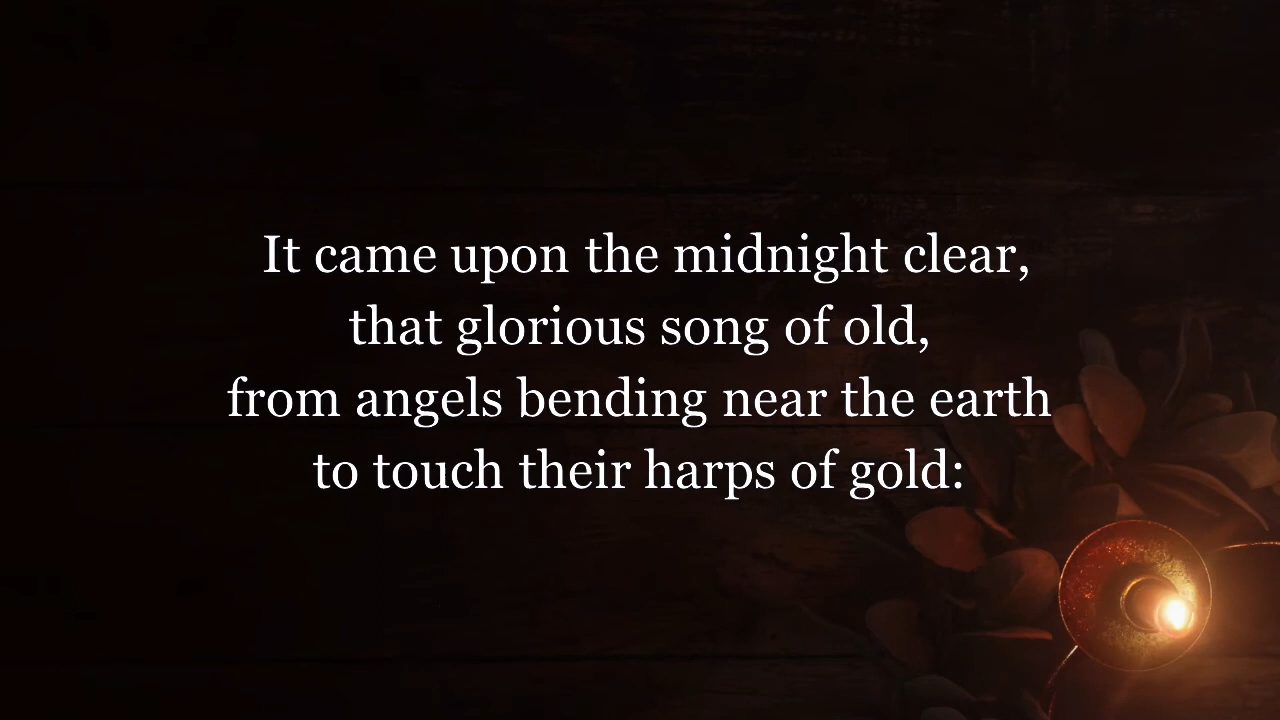 It came upon the midnight clear,
that glorious song of old,
from angels bending near the earth
to touch their harps of gold: